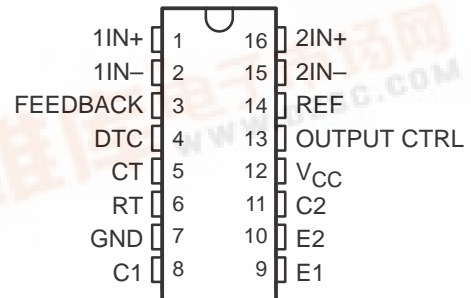 1IN+ 1 16 2IN+
1IN– 2 15 2IN–
FEEDBACK 3 14 REF
DTC 4 13 OUTPUT CTRL
CT 5 12 VCC
RT 6 11 C2
GND 7 10 E2
C1 8 9 E1